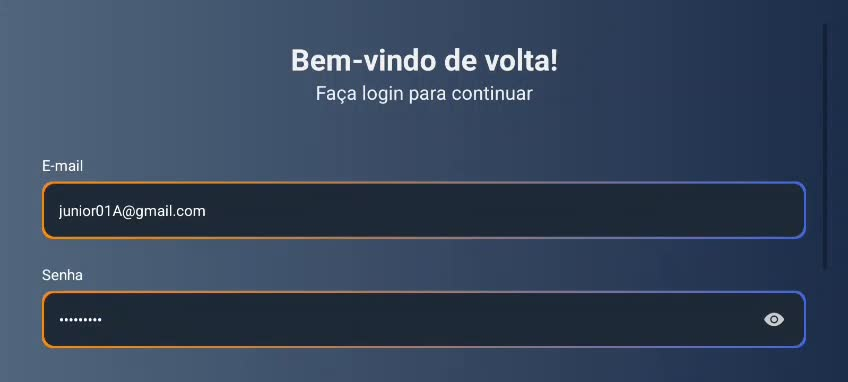 Bem-vindo de volta!
Faça login para continuar
E-mail
junior01A@gmail.com
Senha
•••••••••